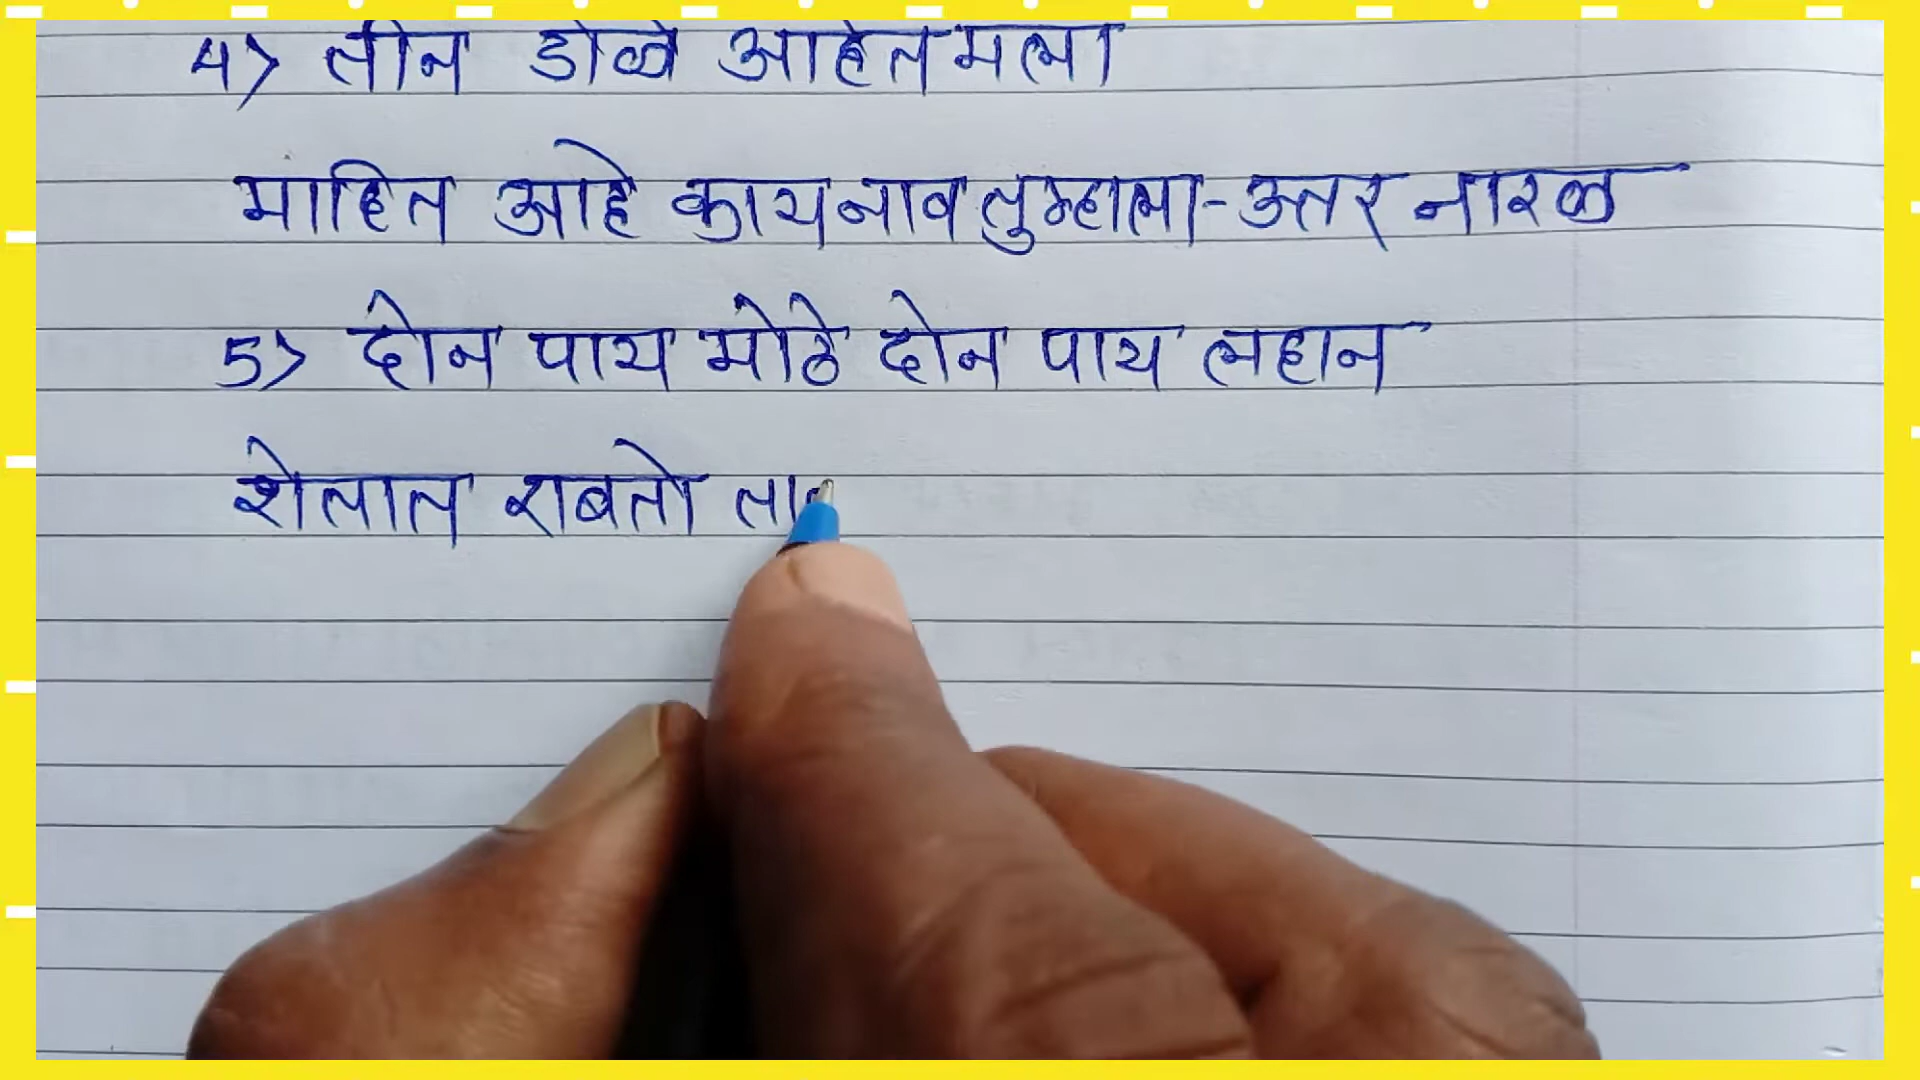 4> तीन डोळे आहेत मला
माहित आहे काय नाव तुम्हाला - उत्तर नारळ
5> दोन पाय मोठे दोन पाय लहान
शेतात राबतो